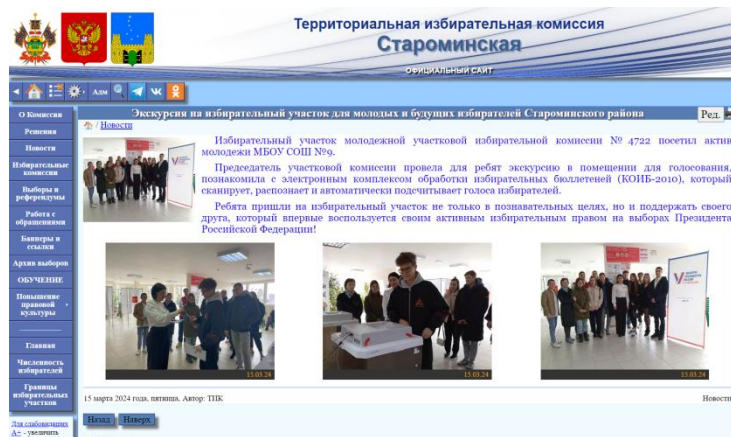 Территориальная избирательная комиссия
Староминская
ОФИЦИАЛЬНЫЙ САЙТ
Адм
О Комиссии
Решения
Новости
Избирательные
комиссии
Выборы и
референдумы
Работа с
обращениями
Баннеры и
ссылки
Архив выборов
ОБУЧЕНИЕ
Повышение
правовой
культуры
Главная
Численность
избирателей
Границы
избирательных
участков
Для слабовидящих
А+ - увеличить
Экскурсия на избирательный участок для молодых и будущих избирателей Староминского района
Ред.
/ Новости
Избирательный участок молодежной участковой избирательной комиссии № 4722 посетил актив
молодежи МБОУ СОШ №9.
Председатель участковой комиссии провела для ребят экскурсию в помещении для голосования,
познакомила с электронным комплексом обработки избирательных бюллетеней (КОИБ-2010), который
сканирует, распознает и автоматически подсчитывает голоса избирателей.
Ребята пришли на избирательный участок не только в познавательных целях, но и поддержать своего
друга, который впервые воспользуется своим активным избирательным правом на выборах Президента
Российской Федерации!
15.03.24
15.03.24
15.03.24
15 марта 2024 года, пятница. Автор: ТИК
Новости
Назад
Наверх